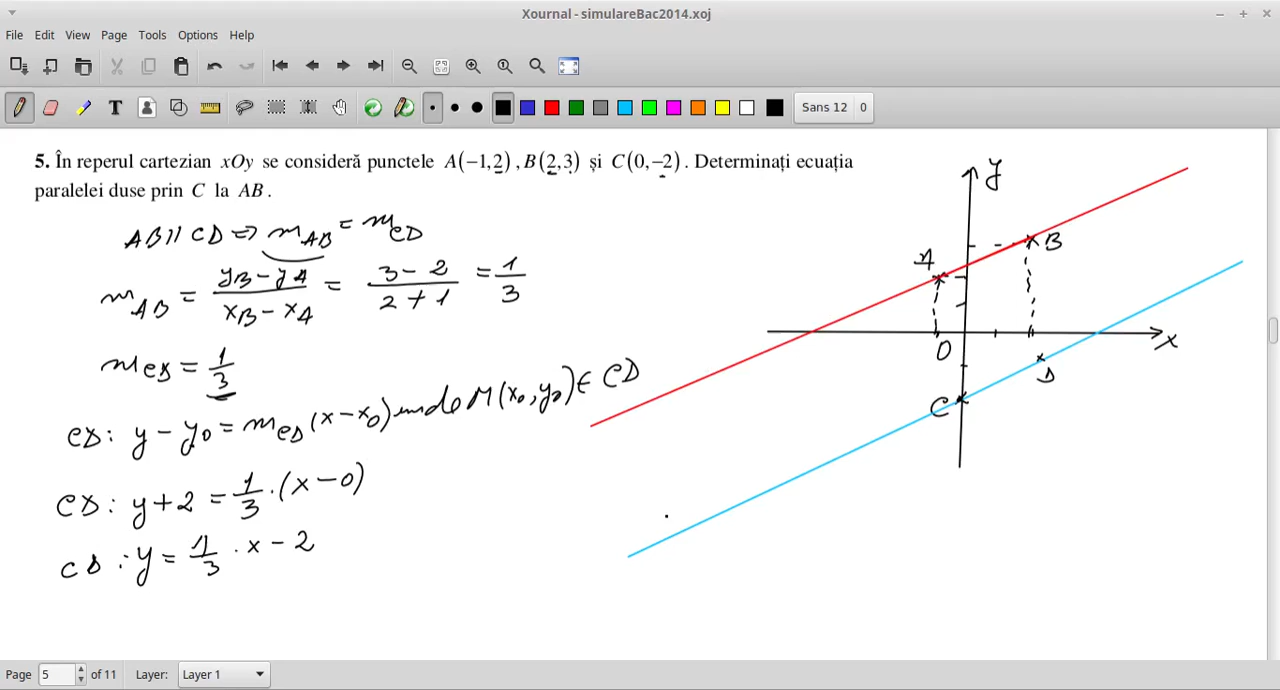 Xournal - simulareBac2014.xoj
File Edit View Page Tools Options Help
Sans 12 0
5. În reperul cartezian xOy se consideră punctele A(−1,2), B(2,3) și C(0,−2). Determinați ecuația
paralelei duse prin C la AB.
AB || CD ⇒ m_AB = m_CD
m_AB = (y_B − y_A)/(x_B − x_A) = (3 − 2)/(2 + 1) = 1/3
m_CD = 1/3
CD: y − y_0 = m_CD (x − x_0) unde M(x_0, y_0) ∈ CD
CD: y + 2 = 1/3 · (x − 0)
CD: y = 1/3 · x − 2
y
A
B
O
x
D
C
Page 5 of 11 Layer: Layer 1